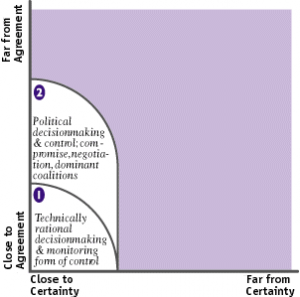 Far from
Agreement
2
Political
decisionmaking
& control; com-
promise, negotia-
tion, dominant
coalitions
1
Technically
rational
decisionmaking
& monitoring
form of control
Close to
Agreement
Close to
Certainty
Far from
Certainty